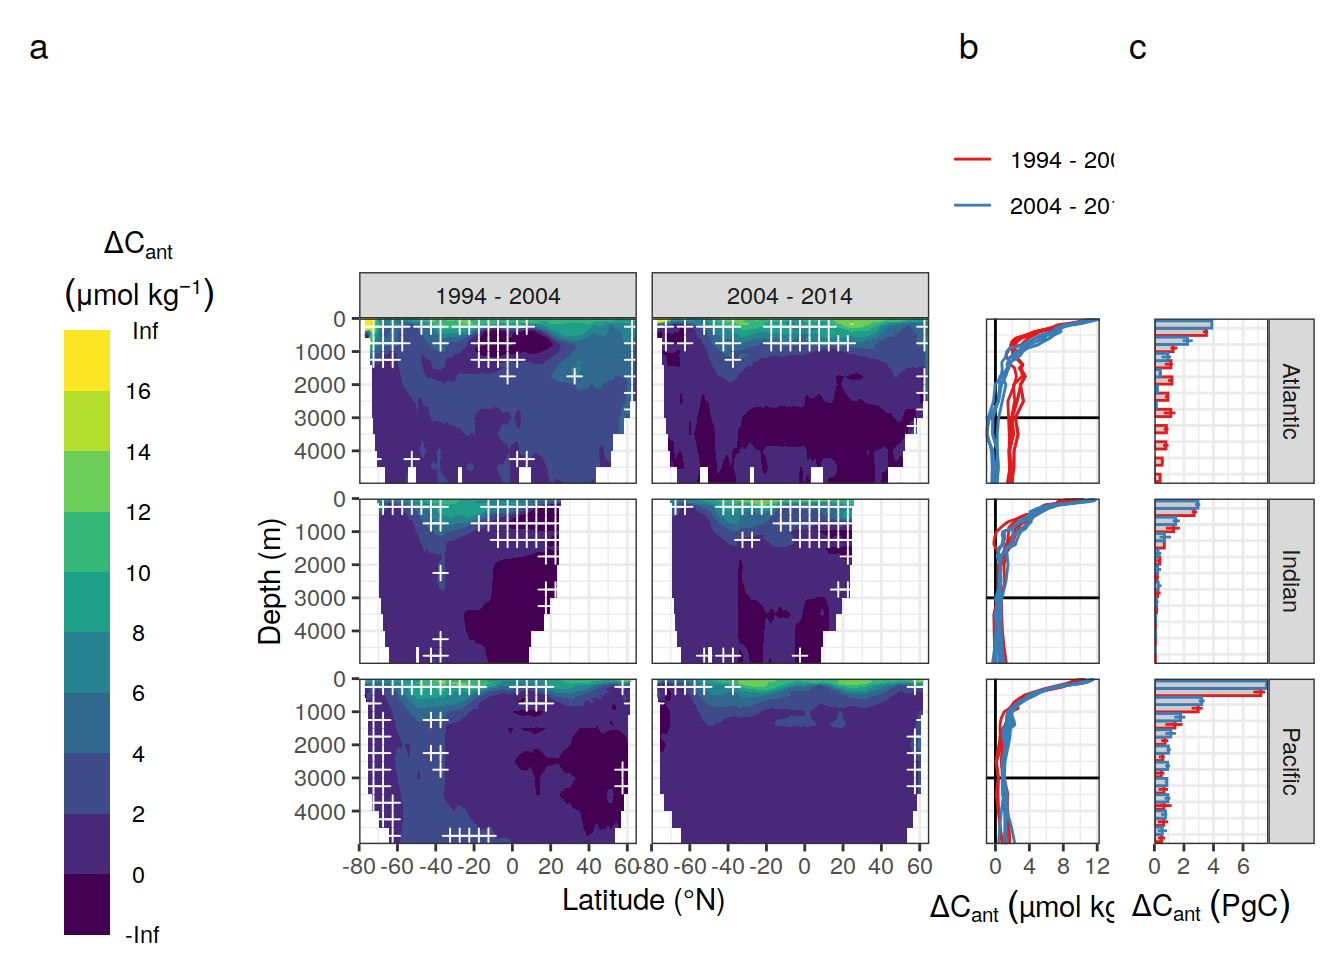 a
b
c
1994 - 200
2004 - 201
ΔCant
(μmol kg−1)
Inf
16
14
12
10
8
6
4
2
0
-Inf
1994 - 2004
2004 - 2014
Depth (m)
0
1000
2000
3000
4000
Atlantic
0
1000
2000
3000
4000
Indian
0
1000
2000
3000
4000
Pacific
-80 -60 -40 -20 0 20 40 60
-80 -60 -40 -20 0 20 40 60
0 4 8 12
0 2 4 6
Latitude (°N)
ΔCant (μmol kg
ΔCant (PgC)